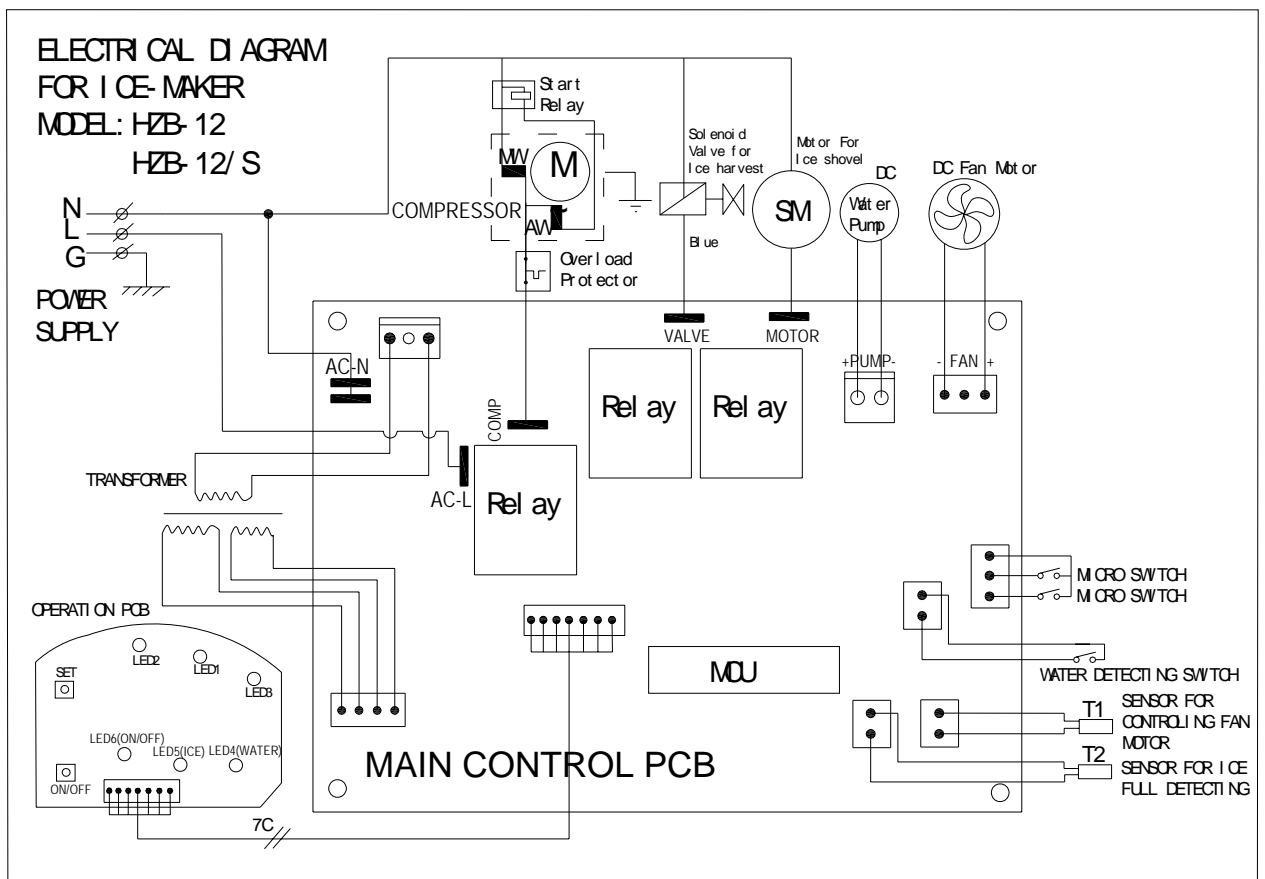 ELECTRICAL DIAGRAM
FOR ICE-MAKER
MODEL: HZB-12
HZB-12/S
N
L
G
POWER
SUPPLY
Start
Relay
MW
M
COMPRESSOR
AW
Overload
Protector
Solenoid
Valve for
Ice harvest
Blue
Motor For
Ice shovel
SM
DC
Water
Pump
DC Fan Motor
VALVE
MOTOR
+PUMP-
- FAN +
AC-N
COMP
AC-L
Relay
Relay
Relay
TRANSFORMER
MICRO SWITCH
MICRO SWITCH
WATER DETECTING SWITCH
OPERATION PCB
SET
LED2
LED1
LED3
LED6(ON/OFF)
LED5(ICE)
LED4(WATER)
ON/OFF
7C
MCU
MAIN CONTROL PCB
T1
SENSOR FOR
CONTROLING FAN
MOTOR
T2
SENSOR FOR ICE
FULL DETECTING